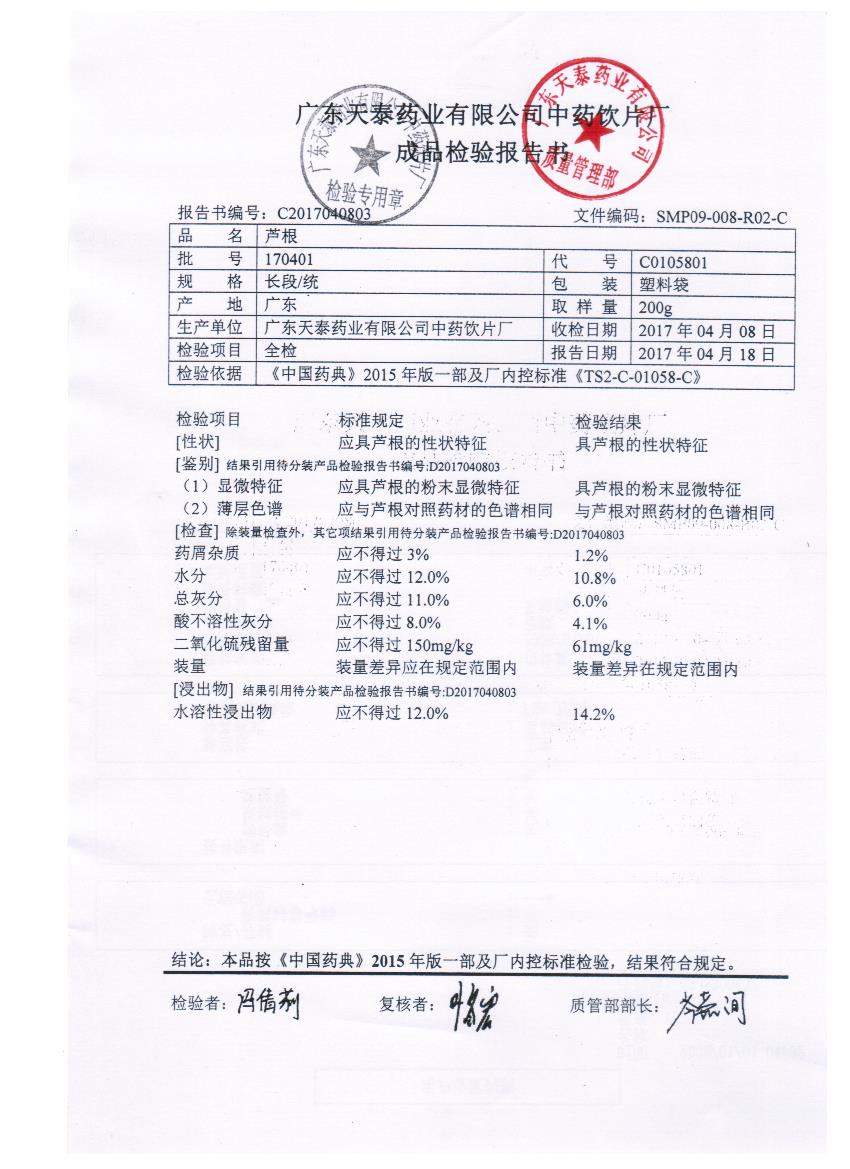 广东天泰药业有限公司中药饮片厂
成品检验报告书
检验专用章
广东天泰药业有限公司
质量管理部
报告书编号：C2017040803 文件编码：SMP09-008-R02-C
品 名 芦根
批 号 170401 代 号 C0105801
规 格 长段/统 包 装 塑料袋
产 地 广东 取 样 量 200g
生产单位 广东天泰药业有限公司中药饮片厂 收检日期 2017 年 04 月 08 日
检验项目 全检 报告日期 2017 年 04 月 18 日
检验依据 《中国药典》2015 年版一部及厂内控标准《TS2-C-01058-C》
检验项目 标准规定 检验结果
[性状] 应具芦根的性状特征 具芦根的性状特征
[鉴别] 结果引用待分装产品检验报告书编号:D2017040803
（1）显微特征 应具芦根的粉末显微特征 具芦根的粉末显微特征
（2）薄层色谱 应与芦根对照药材的色谱相同 与芦根对照药材的色谱相同
[检查] 除装量检查外，其它项结果引用待分装产品检验报告书编号:D2017040803
药屑杂质 应不得过 3% 1.2%
水分 应不得过 12.0% 10.8%
总灰分 应不得过 11.0% 6.0%
酸不溶性灰分 应不得过 8.0% 4.1%
二氧化硫残留量 应不得过 150mg/kg 61mg/kg
装量 装量差异应在规定范围内 装量差异在规定范围内
[浸出物] 结果引用待分装产品检验报告书编号:D2017040803
水溶性浸出物 应不得过 12.0% 14.2%
结论：本品按《中国药典》2015 年版一部及厂内控标准检验，结果符合规定。
检验者： 复核者： 质管部部长：